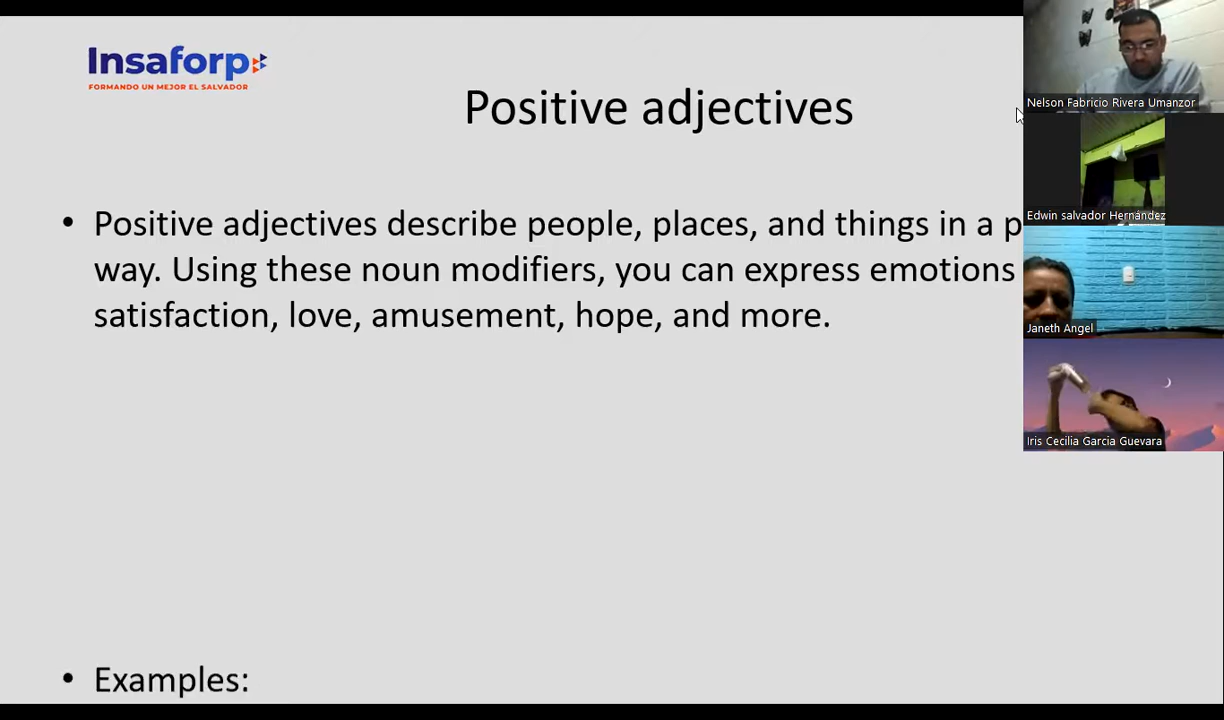 Insaforp
FORMANDO UN MEJOR EL SALVADOR
Positive adjectives
• Positive adjectives describe people, places, and things in a p
way. Using these noun modifiers, you can express emotions
satisfaction, love, amusement, hope, and more.
• Examples:
Nelson Fabricio Rivera Umanzor
Edwin salvador Hernández
Janeth Angel
Iris Cecilia Garcia Guevara